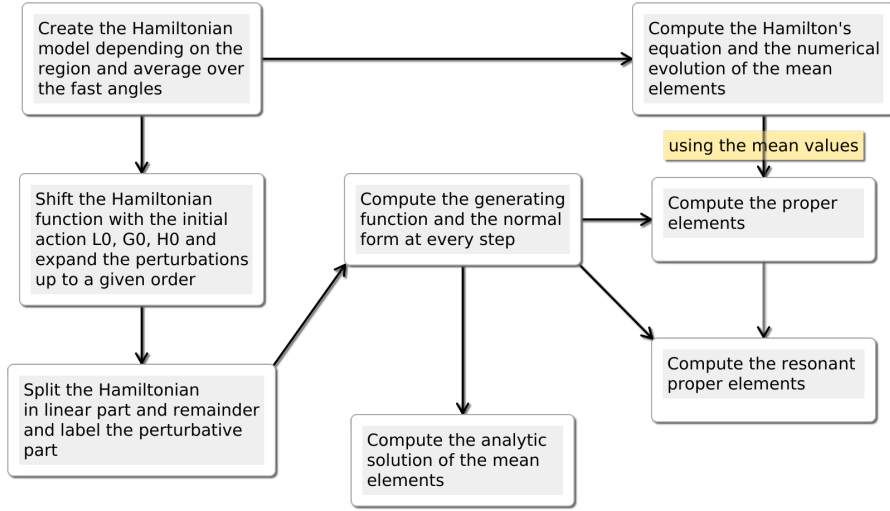 Create the Hamiltonian
model depending on the
region and average over
the fast angles
Compute the Hamilton's
equation and the numerical
evolution of the mean
elements
using the mean values
Shift the Hamiltonian
function with the initial
action L0, G0, H0 and
expand the perturbations
up to a given order
Compute the generating
function and the normal
form at every step
Compute the proper
elements
Split the Hamiltonian
in linear part and remainder
and label the perturbative
part
Compute the analytic
solution of the mean
elements
Compute the resonant
proper elements